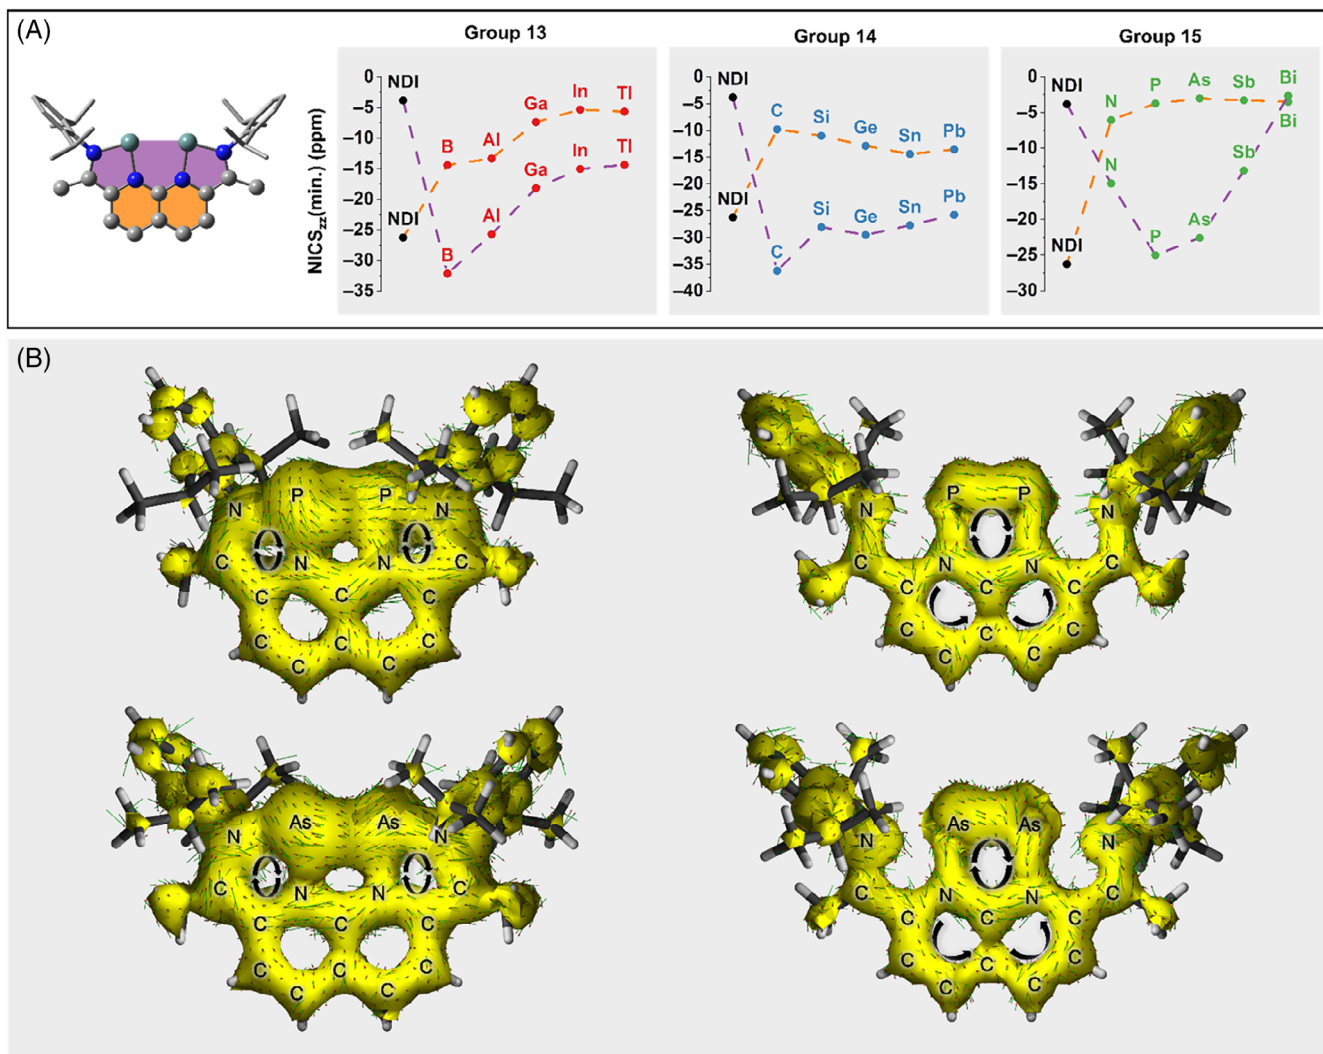 (A)
Group 13
Group 14
Group 15
NICSzz(min.) (ppm)
0
−5
−10
−15
−20
−25
−30
−35
NDI
NDI
B
Al
Ga
In
Tl
B
Al
Ga
In
Tl
0
−5
−10
−15
−20
−25
−30
−35
−40
NDI
NDI
C
Si
Ge
Sn
Pb
C
Si
Ge
Sn
Pb
0
−5
−10
−15
−20
−25
−30
NDI
NDI
N
P
As
Sb
Bi
Bi
N
P
As
Sb
(B)
P P
N N
C N N C
C C C
C C C
C C
P P
N N
C N N C
C C C
C C C
C C
As As
N N
C N N C
C C C
C C C
C C
As As
N N
C N N C
C C C
C C C
C C